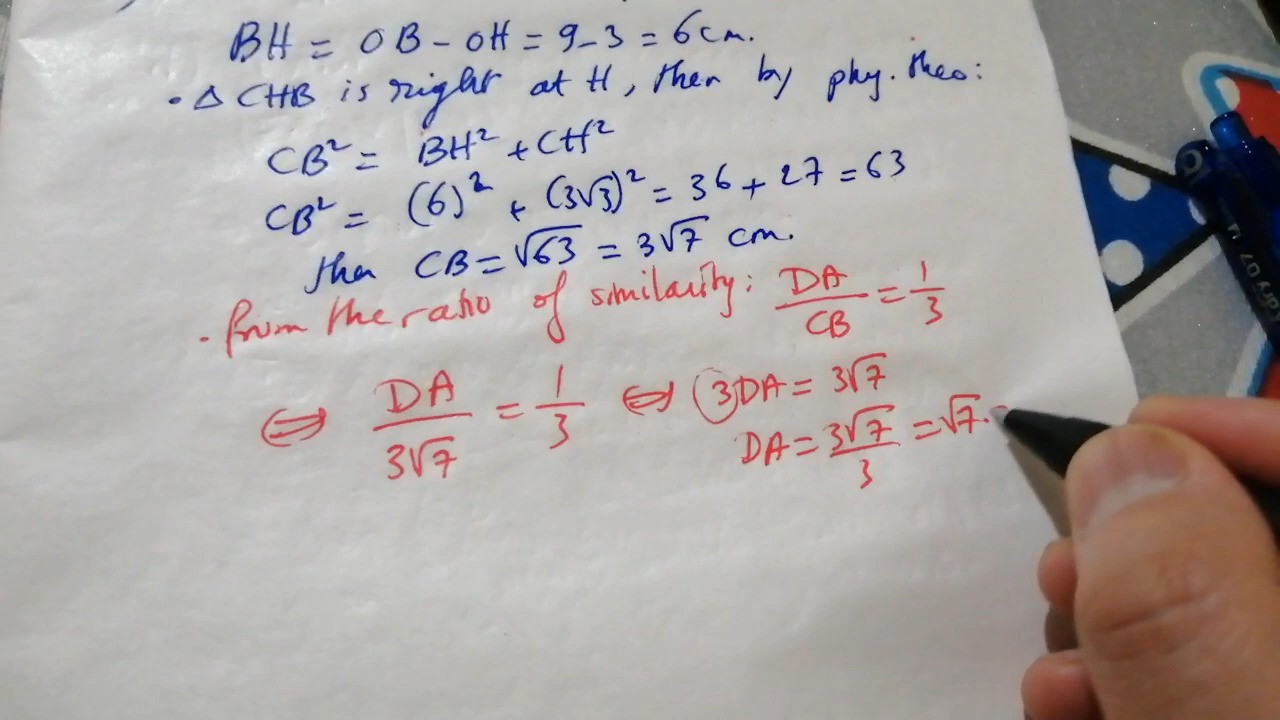 BH = OB - OH = 9 - 3 = 6 cm.
• Δ CHB is right at H, then by phy. theo:
CB² = BH² + CH²
CB² = (6)² + (3√3)² = 36 + 27 = 63
then CB = √63 = 3√7 cm.
• from the ratio of similarity: DA/CB = 1/3
⇔ DA/3√7 = 1/3 ⇔ 3DA = 3√7
DA = 3√7/3 = √7.